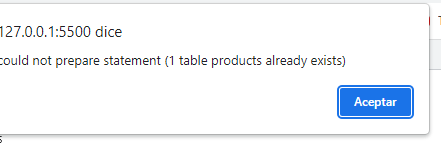 127.0.0.1:5500 dice
could not prepare statement (1 table products already exists)
Aceptar